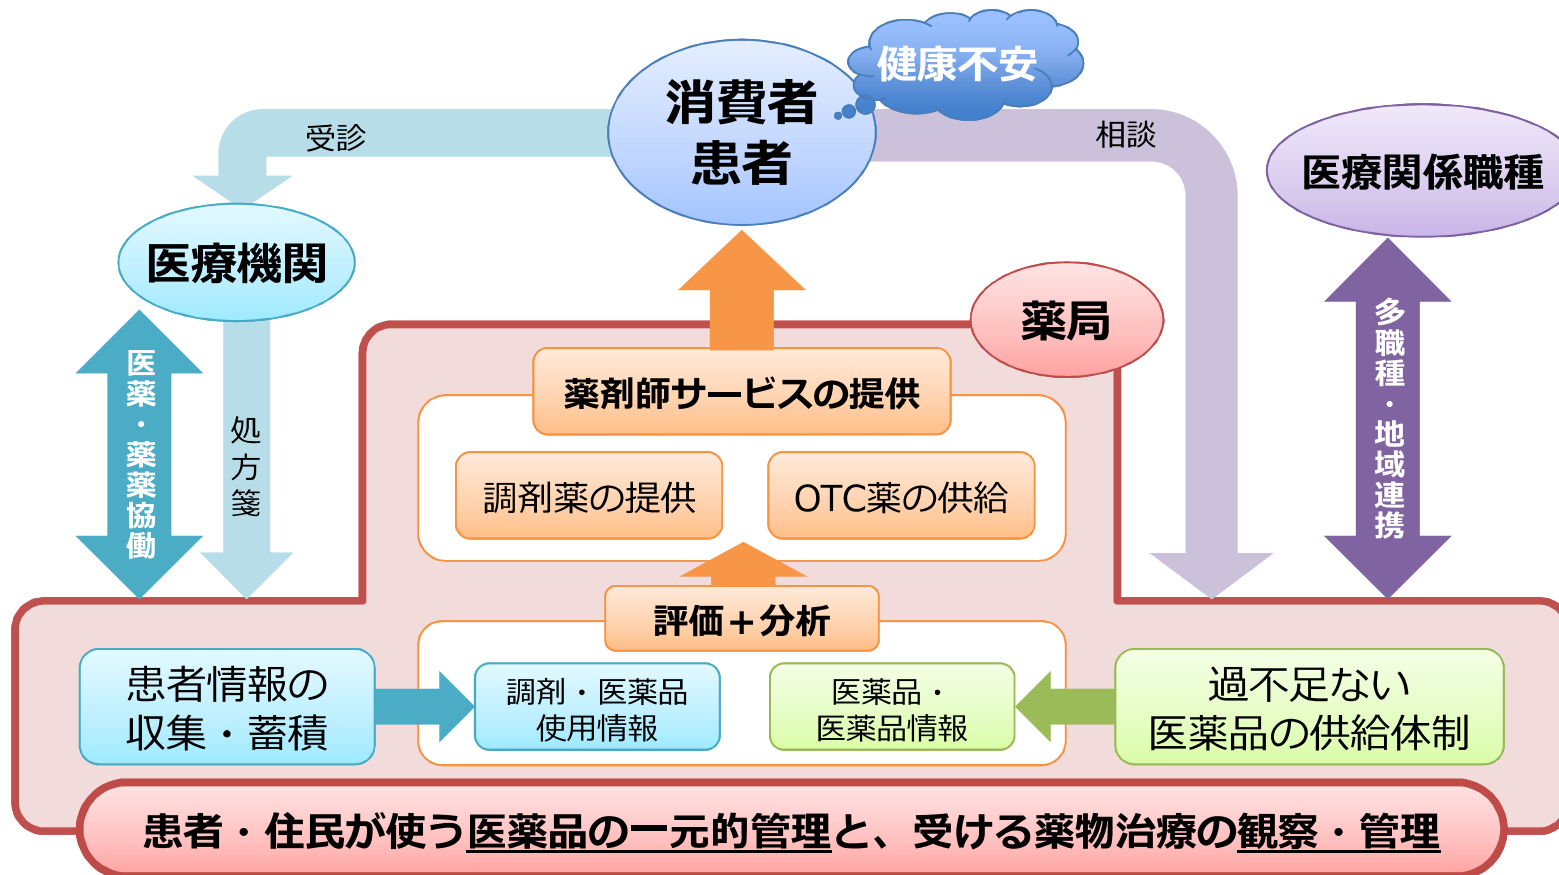 健康不安
消費者
患者
受診
相談
医療関係職種
医療機関
薬局
医薬・薬薬協働
処方箋
多職種・地域連携
薬剤師サービスの提供
調剤薬の提供
OTC薬の供給
評価＋分析
患者情報の
収集・蓄積
調剤・医薬品
使用情報
医薬品・
医薬品情報
過不足ない
医薬品の供給体制
患者・住民が使う医薬品の一元的管理と、受ける薬物治療の観察・管理